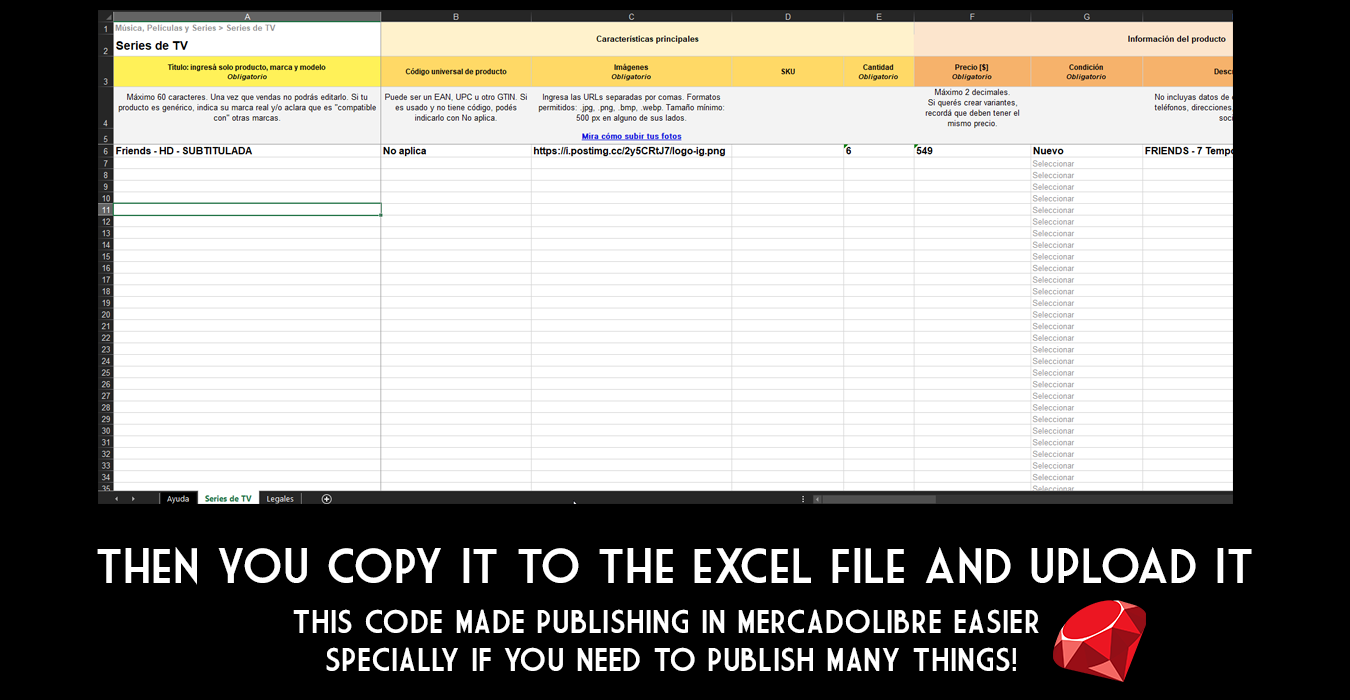 A B C D E F G
1 Música, Películas y Series > Series de TV
2 Series de TV
Características principales
Información del producto
3
Título: ingresá solo producto, marca y modelo
Obligatorio
Código universal de producto
Imágenes
Obligatorio
SKU
Cantidad
Obligatorio
Precio [$]
Obligatorio
Condición
Obligatorio
Descr
4
Máximo 60 caracteres. Una vez que vendas no podrás editarlo. Si tu
producto es genérico, indica su marca real y/o aclara que es "compatible
con" otras marcas.
Puede ser un EAN, UPC u otro GTIN. Si
es usado y no tiene código, podés
indicarlo con No aplica.
Ingresa las URLs separadas por comas. Formatos
permitidos: .jpg, .png, .bmp, .webp. Tamaño mínimo:
500 px en alguno de sus lados.
Máximo 2 decimales.
Si querés crear variantes,
recordá que deben tener el
mismo precio.
No incluyas datos de
teléfonos, direcciones
soci
5 Mira cómo subir tus fotos
6 Friends - HD - SUBTITULADA No aplica https://i.postimg.cc/2y5CRtJ7/logo-ig.png 6 549 Nuevo FRIENDS - 7 Tempo
7 Seleccionar
8 Seleccionar
9 Seleccionar
10 Seleccionar
11 Seleccionar
12 Seleccionar
13 Seleccionar
14 Seleccionar
15 Seleccionar
16 Seleccionar
17 Seleccionar
18 Seleccionar
19 Seleccionar
20 Seleccionar
21 Seleccionar
22 Seleccionar
23 Seleccionar
24 Seleccionar
25 Seleccionar
26 Seleccionar
27 Seleccionar
28 Seleccionar
29 Seleccionar
30 Seleccionar
31 Seleccionar
32 Seleccionar
33 Seleccionar
34 Seleccionar
35 Seleccionar
Ayuda Series de TV Legales
THEN YOU COPY IT TO THE EXCEL FILE AND UPLOAD IT
THIS CODE MADE PUBLISHING IN MERCADOLIBRE EASIER
SPECIALLY IF YOU NEED TO PUBLISH MANY THINGS!